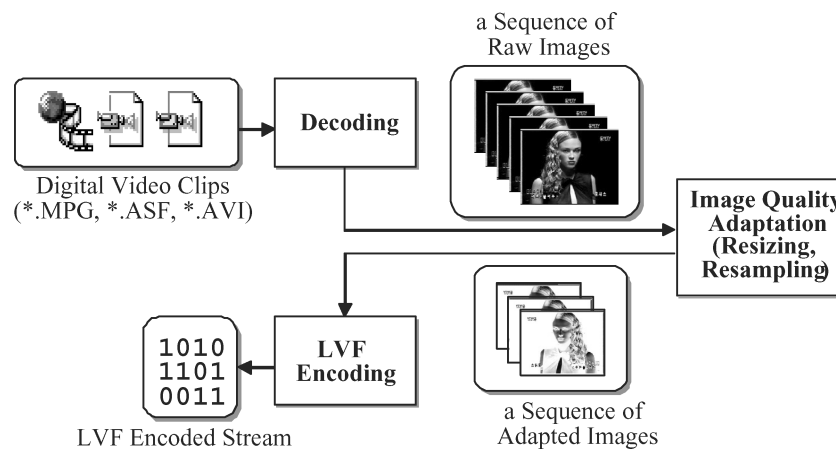 a Sequence of
Raw Images
Decoding
Digital Video Clips
(*.MPG, *.ASF, *.AVI)
Image Quality
Adaptation
(Resizing,
Resampling)
LVF
Encoding
1010
1101
0011
LVF Encoded Stream
a Sequence of
Adapted Images